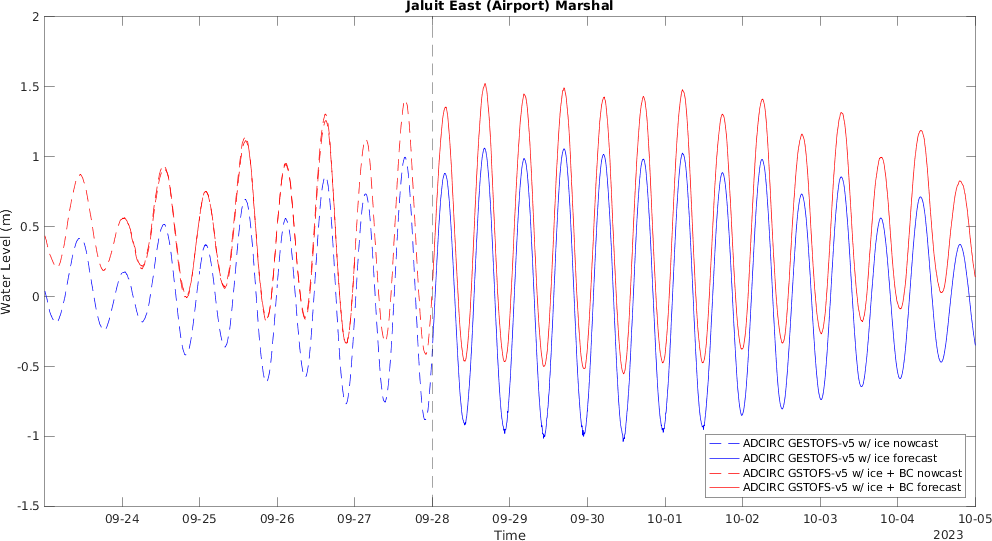 Jaluit East (Airport) Marshal
2
1.5
1
0.5
0
-0.5
-1
-1.5
Water Level (m)
ADCIRC GESTOFS-v5 w/ ice nowcast
ADCIRC GESTOFS-v5 w/ ice forecast
ADCIRC GSTOFS-v5 w/ ice + BC nowcast
ADCIRC GSTOFS-v5 w/ ice + BC forecast
09-24 09-25 09-26 09-27 09-28 09-29 09-30 10-01 10-02 10-03 10-04 10-05
Time
2023